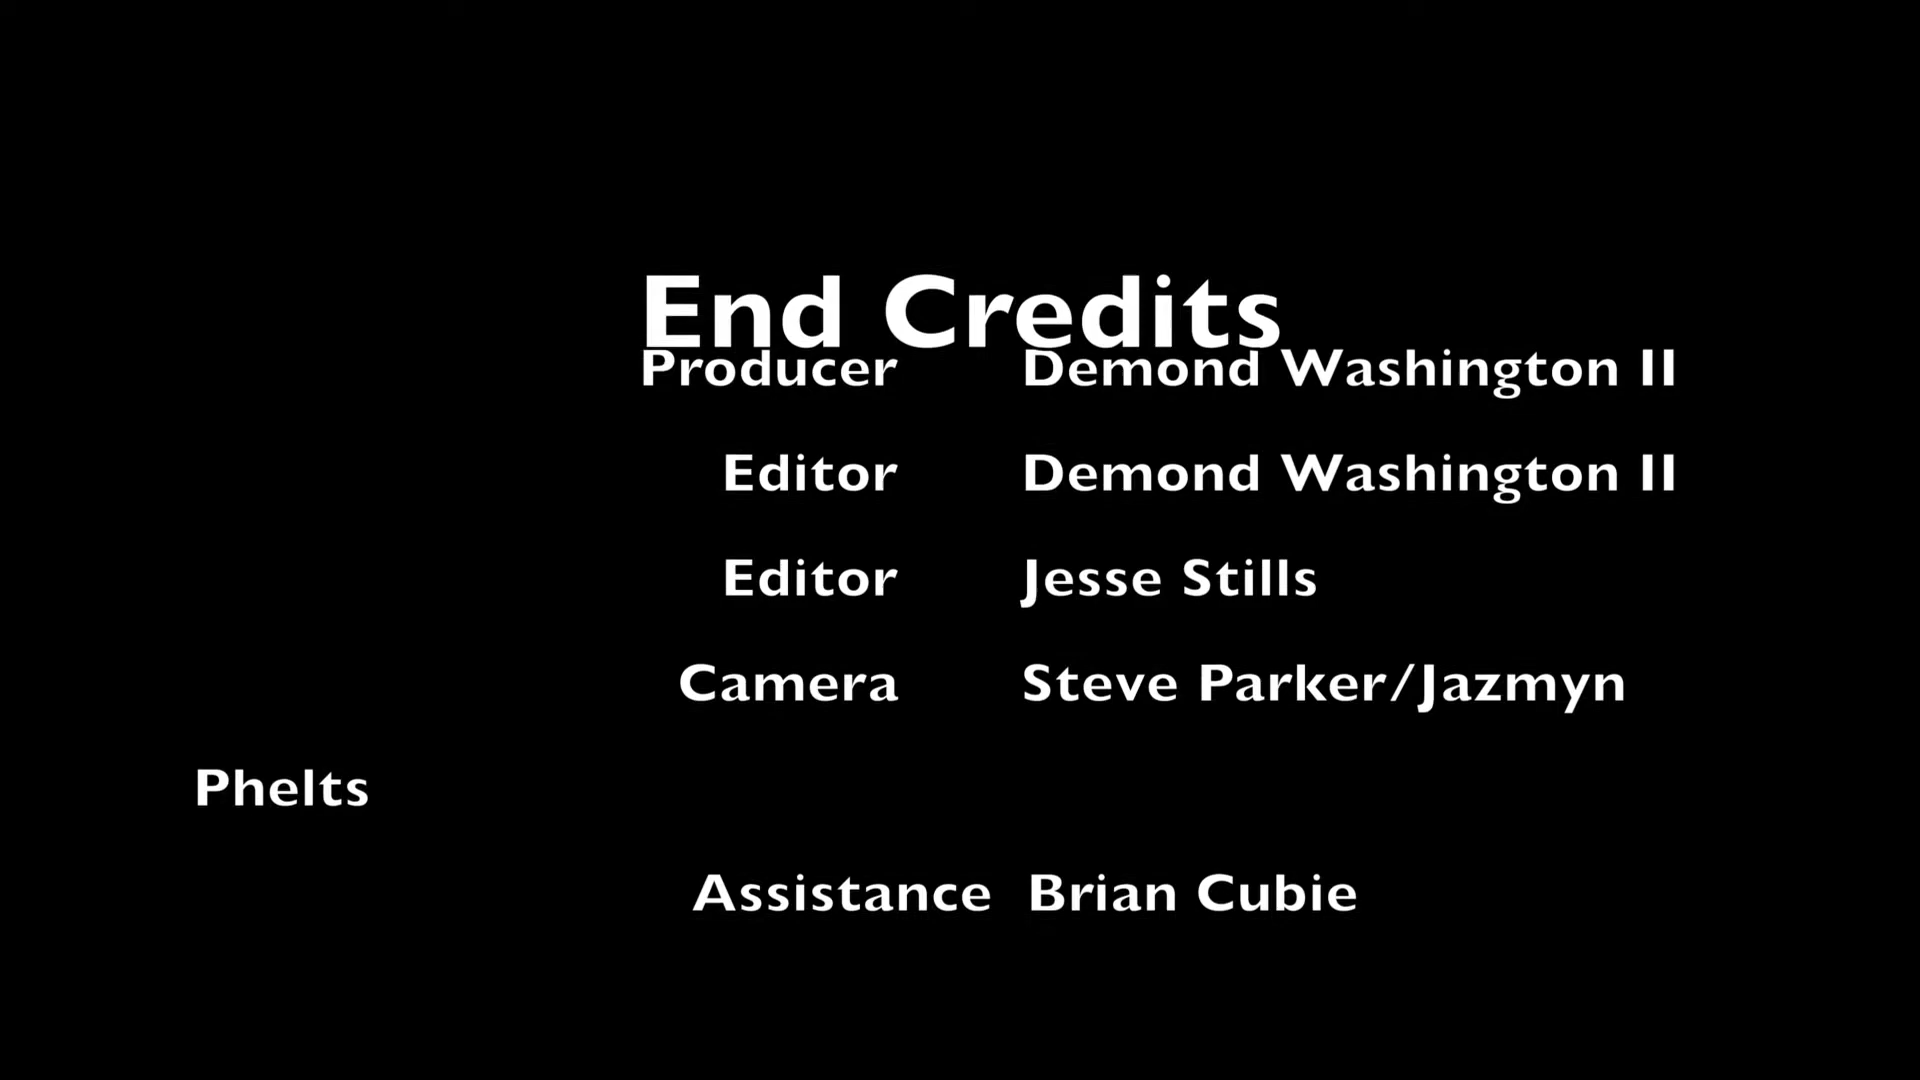 End Credits
Producer Demond Washington II
Editor Demond Washington II
Editor Jesse Stills
Camera Steve Parker/Jazmyn
Phelts
Assistance Brian Cubie